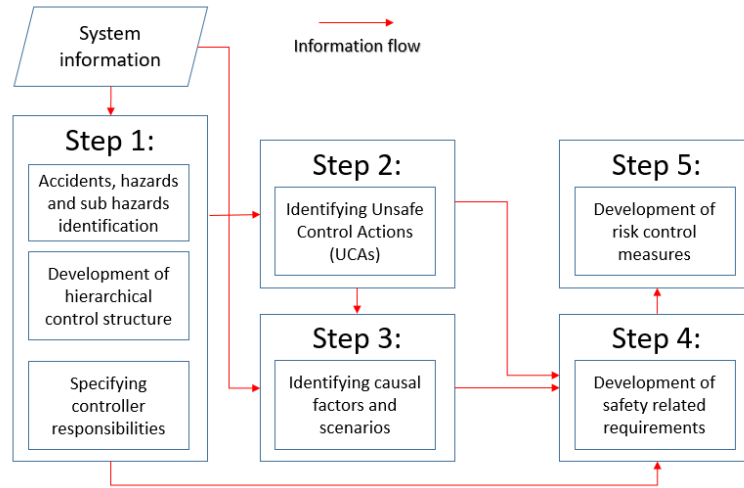 System
information
Information flow
Step 1:
Accidents, hazards
and sub hazards
identification
Development of
hierarchical
control structure
Specifying
controller
responsibilities
Step 2:
Identifying Unsafe
Control Actions
(UCAs)
Step 3:
Identifying causal
factors and
scenarios
Step 5:
Development of
risk control
measures
Step 4:
Development of
safety related
requirements